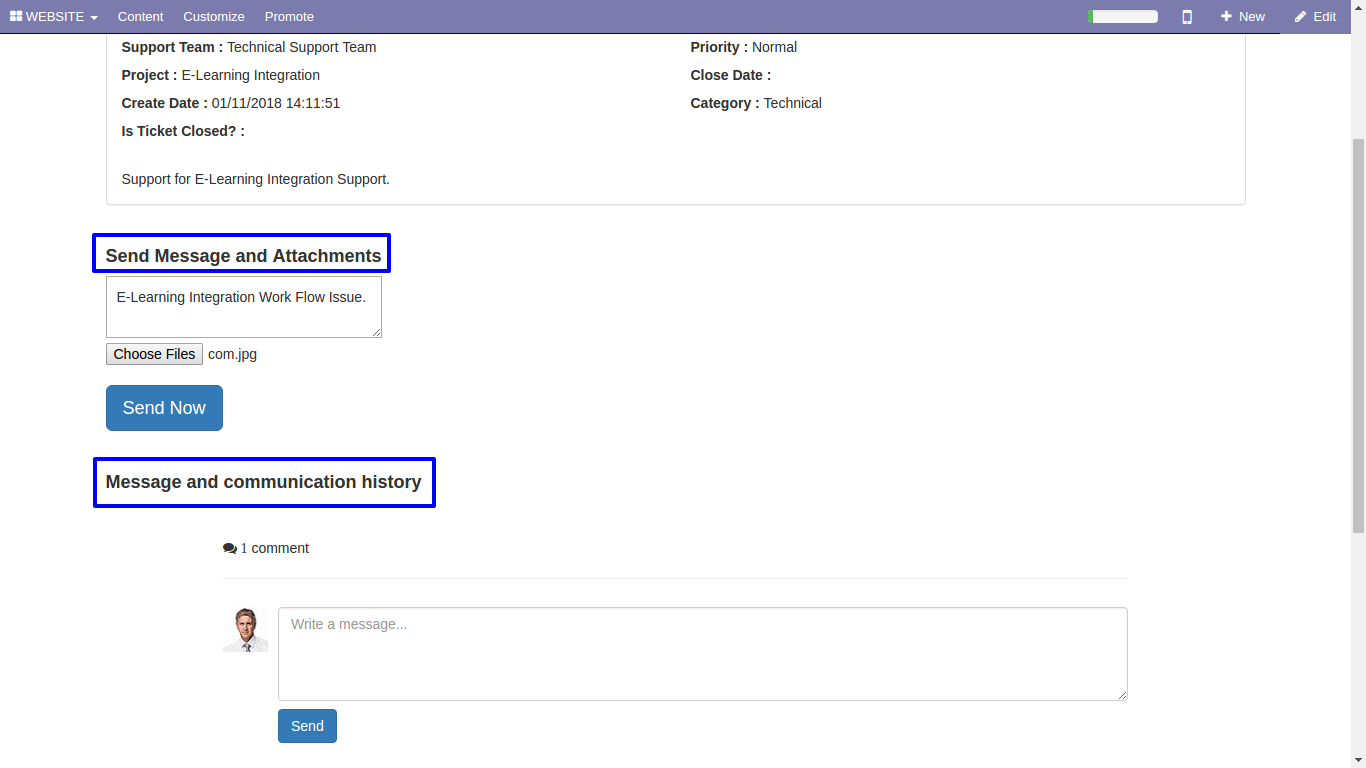 WEBSITE Content Customize Promote New Edit
Support Team : Technical Support Team Priority : Normal
Project : E-Learning Integration Close Date :
Create Date : 01/11/2018 14:11:51 Category : Technical
Is Ticket Closed? :
Support for E-Learning Integration Support.
Send Message and Attachments
E-Learning Integration Work Flow Issue.
Choose Files com.jpg
Send Now
Message and communication history
1 comment
Write a message...
Send